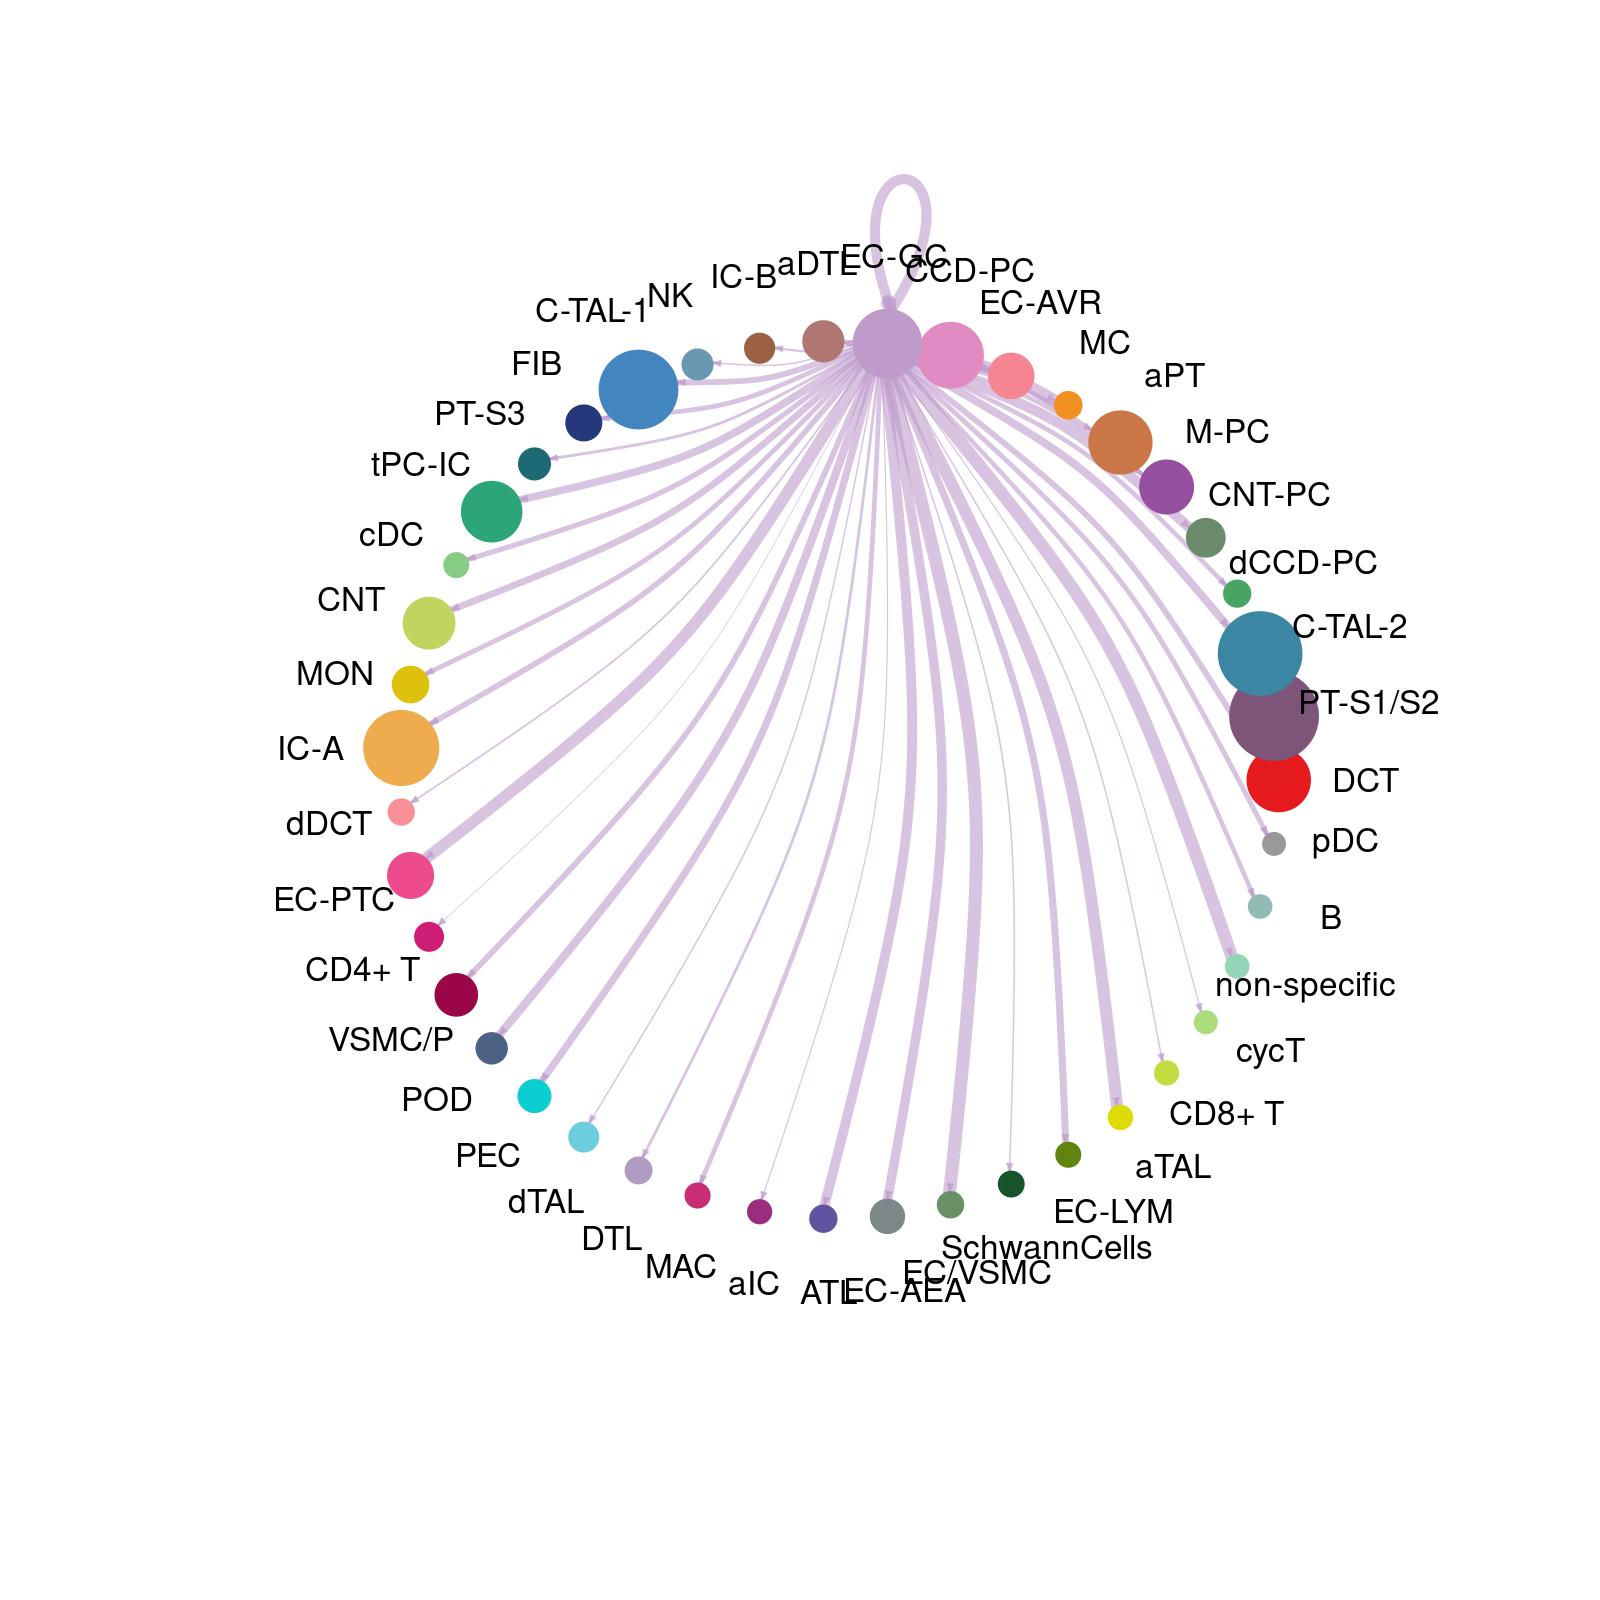 EC-GC
CCD-PC
aDTL
IC-B
NK
EC-AVR
C-TAL-1
MC
FIB
aPT
PT-S3
M-PC
tPC-IC
CNT-PC
cDC
dCCD-PC
CNT
C-TAL-2
MON
PT-S1/S2
IC-A
DCT
dDCT
pDC
EC-PTC
B
CD4+ T
non-specific
VSMC/P
cycT
POD
CD8+ T
PEC
aTAL
dTAL
EC-LYM
DTL
SchwannCells
MAC
EC/VSMC
aIC
ATL
EC-AEA